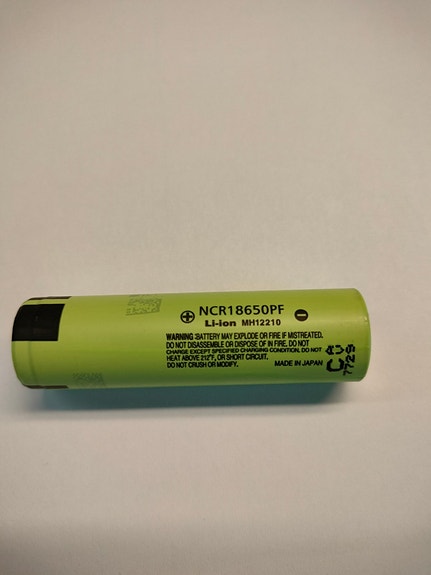 ⊕ NCR18650PF ⊖
Li-ion MH12210
WARNING :BATTERY MAY EXPLODE OR FIRE IF MISTREATED.
DO NOT DISASSEMBLE OR DISPOSE OF IN FIRE. DO NOT
CHARGE EXCEPT SPECIFIED CHARGING CONDITION, DO NOT
HEAT ABOVE 212°F, OR SHORT CIRCUIT,
DO NOT CRUSH OR MODIFY.
MADE IN JAPAN
7729